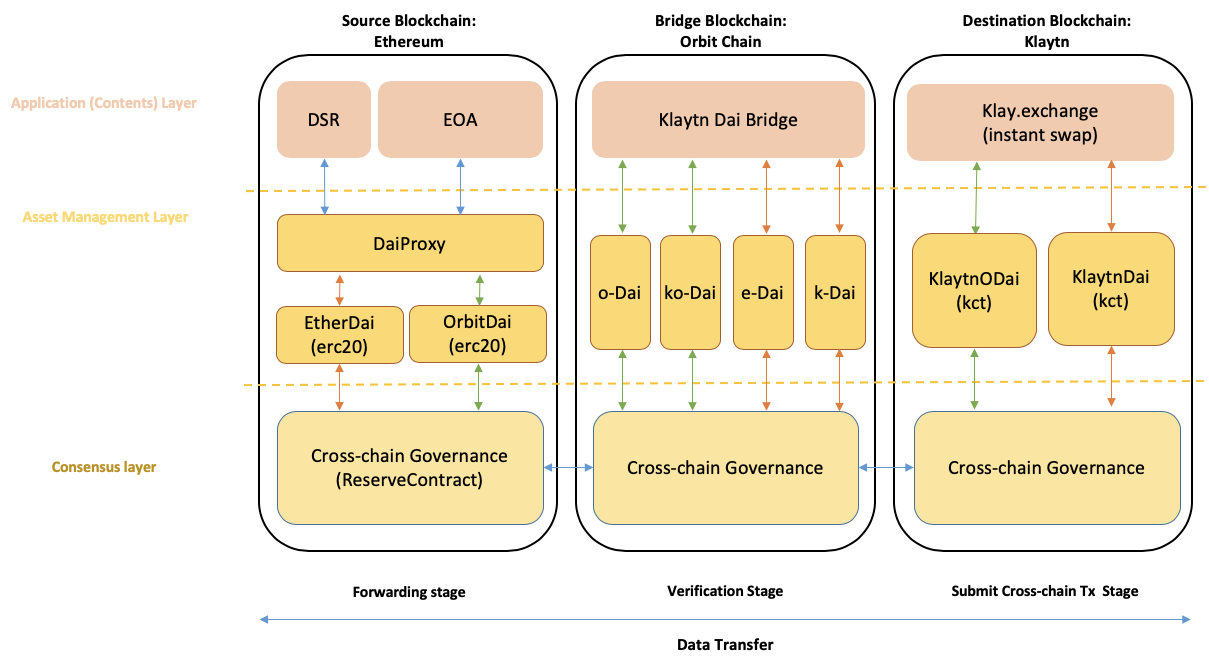 Source Blockchain:
Ethereum
Bridge Blockchain:
Orbit Chain
Destination Blockchain:
Klaytn
Application (Contents) Layer
DSR
EOA
Klaytn Dai Bridge
Klay.exchange
(instant swap)
Asset Management Layer
DaiProxy
EtherDai
(erc20)
OrbitDai
(erc20)
o-Dai
ko-Dai
e-Dai
k-Dai
KlaytnODai
(kct)
KlaytnDai
(kct)
Consensus layer
Cross-chain Governance
(ReserveContract)
Cross-chain Governance
Cross-chain Governance
Forwarding stage
Verification Stage
Submit Cross-chain Tx Stage
Data Transfer